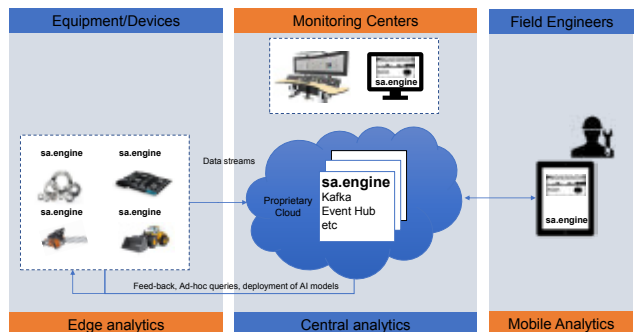 Equipment/Devices
Monitoring Centers
Field Engineers
sa.engine
sa.engine
sa.engine
Data streams
sa.engine
sa.engine
Proprietary
Cloud
sa.engine
Kafka
Event Hub
etc
sa.engine
Feed-back, Ad-hoc queries, deployment of AI models
Edge analytics
Central analytics
Mobile Analytics